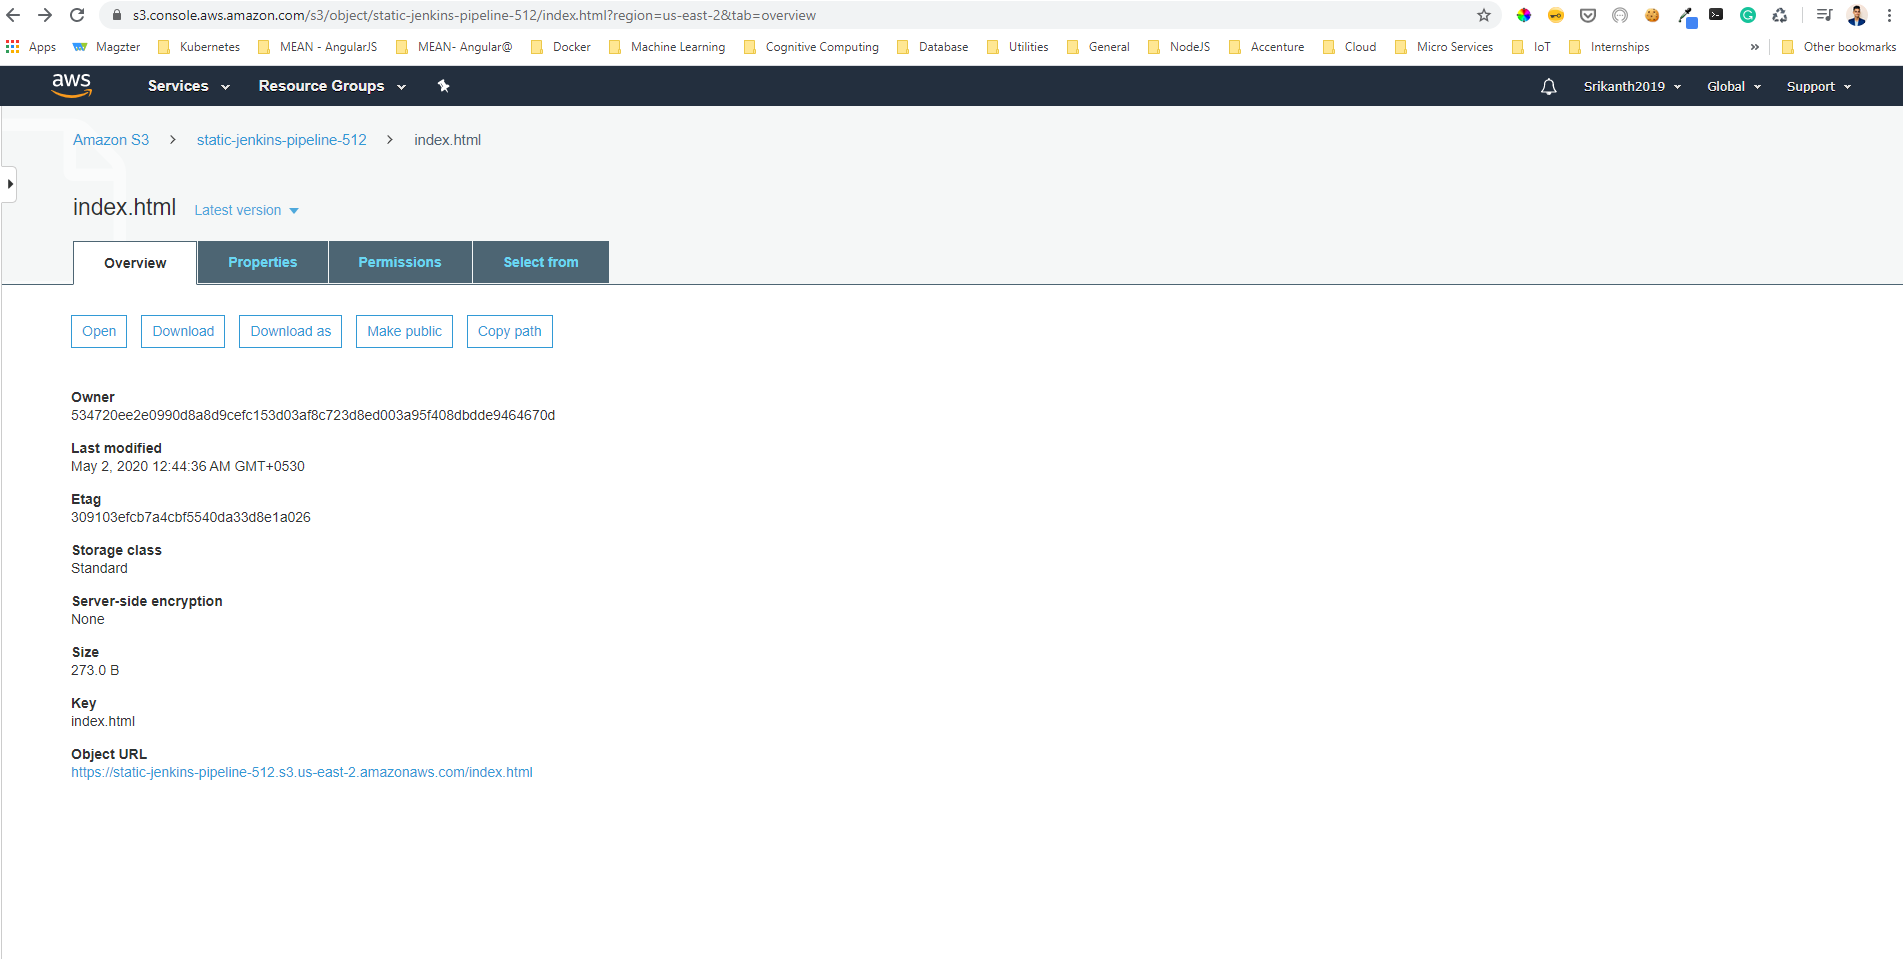 s3.console.aws.amazon.com/s3/object/static-jenkins-pipeline-512/index.html?region=us-east-2&tab=overview
Apps Magzter Kubernetes MEAN - AngularJS MEAN- Angular@ Docker Machine Learning Cognitive Computing Database Utilities General NodeJS Accenture Cloud Micro Services IoT Internships » Other bookmarks
aws Services Resource Groups Srikanth2019 Global Support
Amazon S3 > static-jenkins-pipeline-512 > index.html
index.html Latest version
Overview Properties Permissions Select from
Open Download Download as Make public Copy path
Owner
534720ee2e0990d8a8d9cefc153d03af8c723d8ed003a95f408dbdde9464670d
Last modified
May 2, 2020 12:44:36 AM GMT+0530
Etag
309103efcb7a4cbf5540da33d8e1a026
Storage class
Standard
Server-side encryption
None
Size
273.0 B
Key
index.html
Object URL
https://static-jenkins-pipeline-512.s3.us-east-2.amazonaws.com/index.html